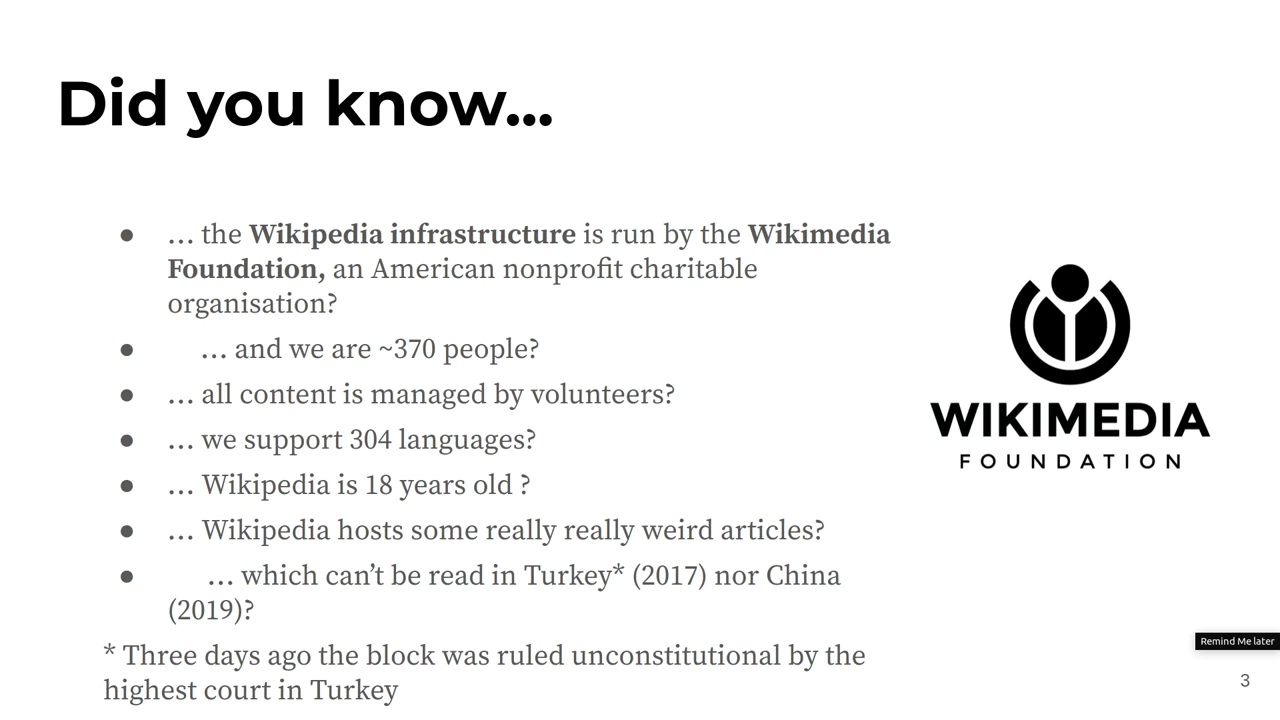 Did you know...
● … the Wikipedia infrastructure is run by the Wikimedia
Foundation, an American nonprofit charitable
organisation?
● … and we are ~370 people?
● … all content is managed by volunteers?
● … we support 304 languages?
● … Wikipedia is 18 years old ?
● … Wikipedia hosts some really really weird articles?
● … which can’t be read in Turkey* (2017) nor China
(2019)?
* Three days ago the block was ruled unconstitutional by the
highest court in Turkey
WIKIMEDIA
FOUNDATION
Remind Me later
3